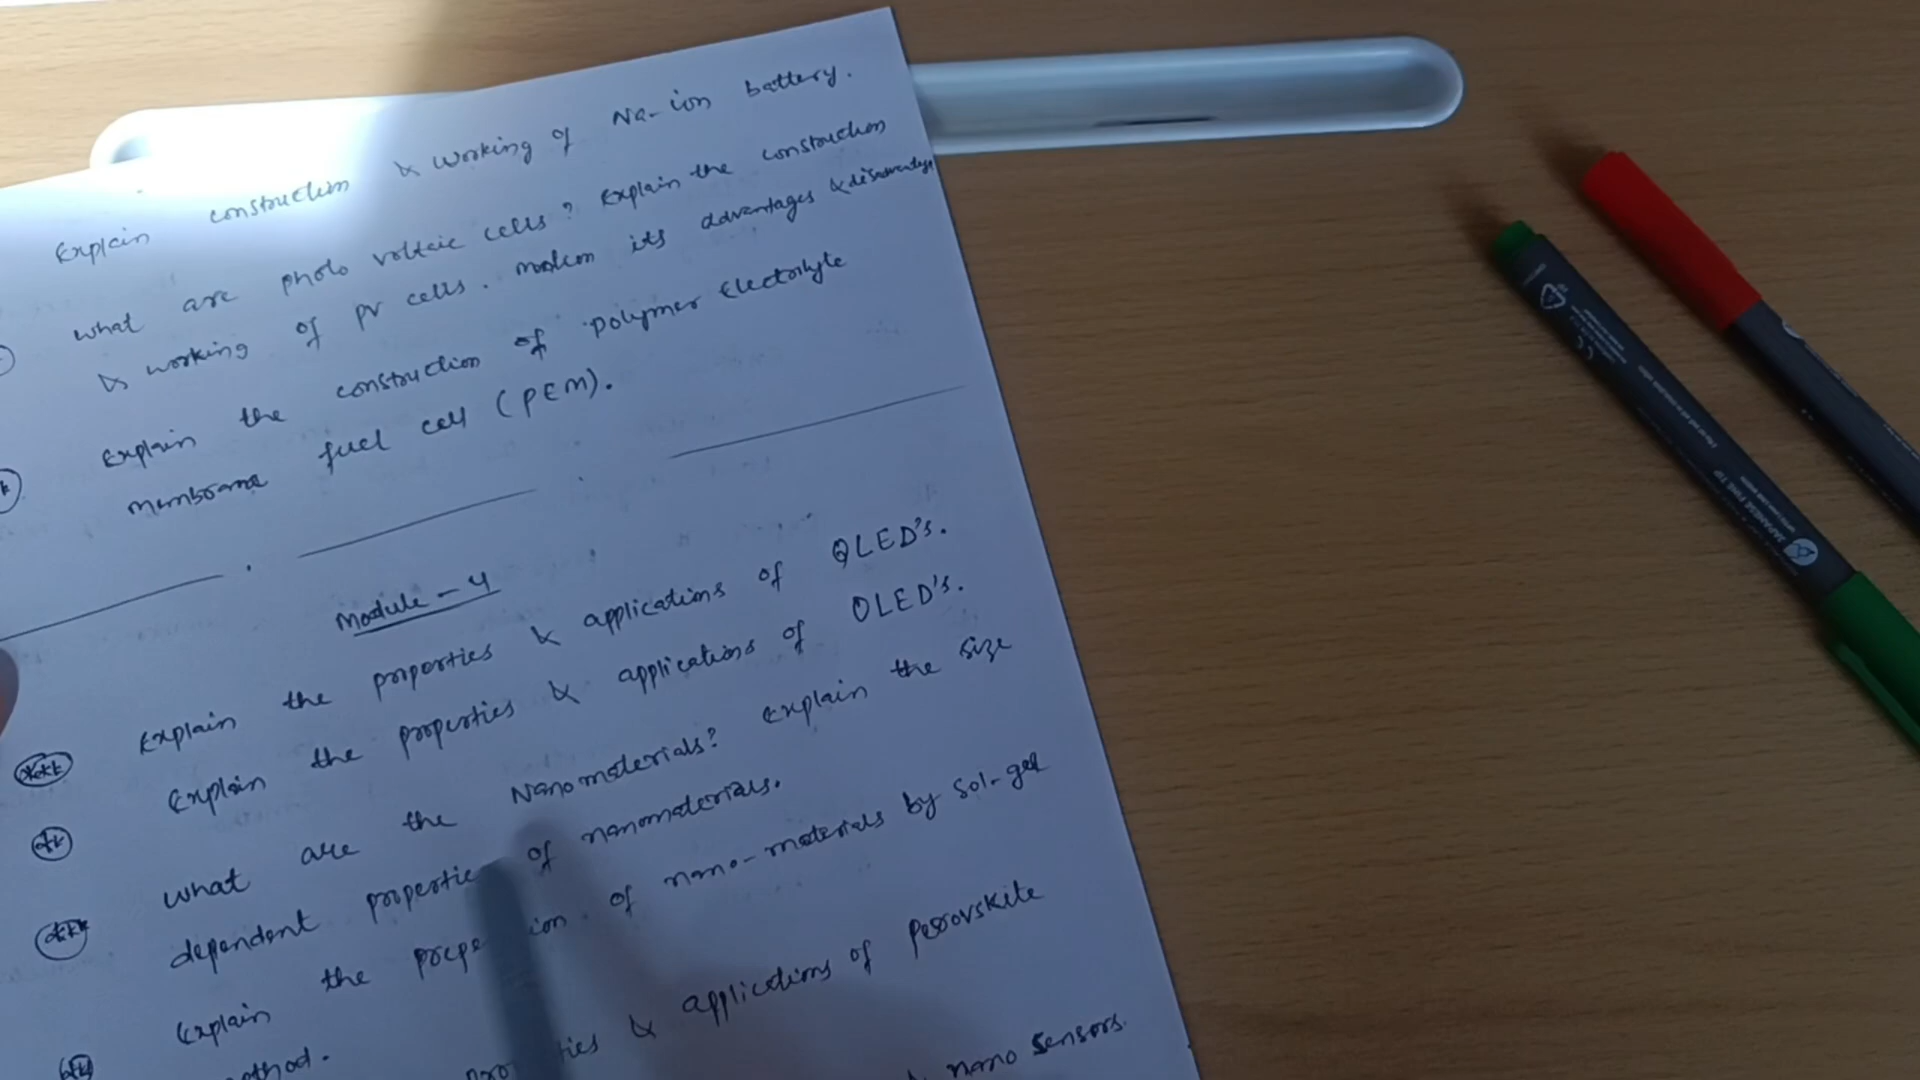 Explain construction & working of Na-ion battery.
What are photo voltaic cells? Explain the construction
& working of PV cells. Mention its advantages & disadvantages
Explain the construction of polymer Electrolyte
membrane fuel cell (PEM).
Module - 4
Explain the properties & applications of QLED's.
Explain the properties & applications of OLED's.
What are the Nanomaterials? Explain the size
dependent properties of nanomaterials.
Explain the of nano-materials by Sol-gel
& applications of Perovskite
nano sensors.
JAPANESE FINE TIP